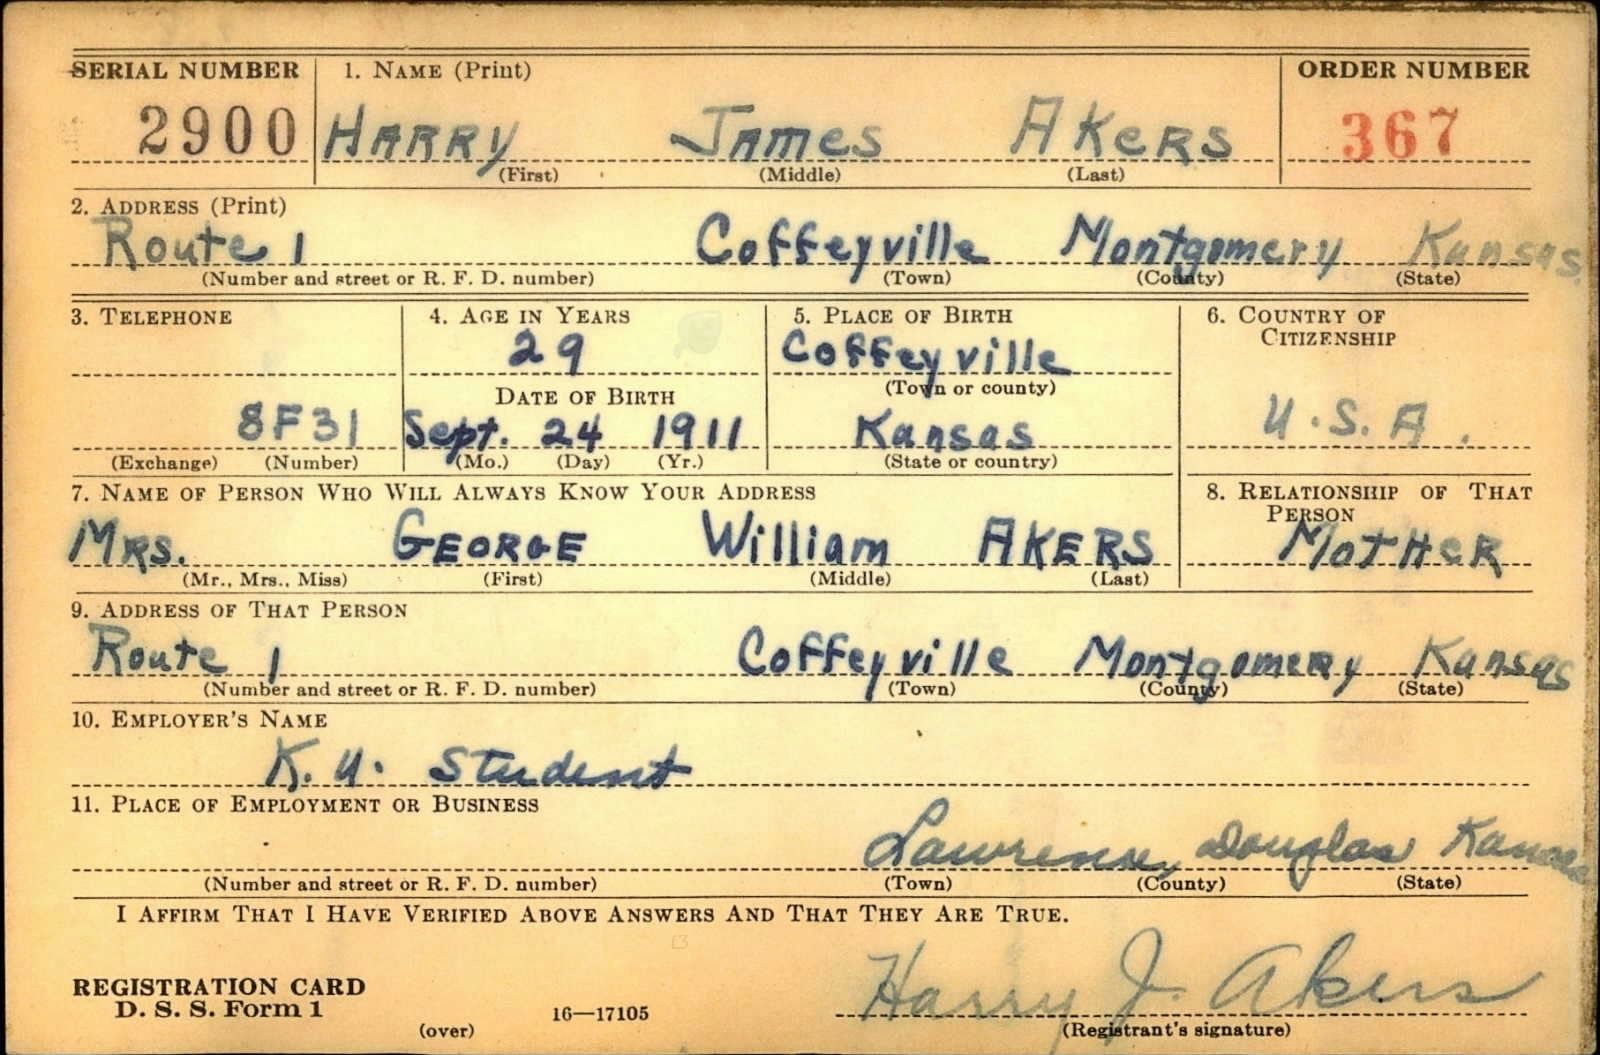 SERIAL NUMBER 1. NAME (Print) ORDER NUMBER
2900 HARRY James AKERS 367
(First) (Middle) (Last)
2. ADDRESS (Print)
Route 1 Coffeyville Montgomery Kansas
(Number and street or R. F. D. number) (Town) (County) (State)
3. TELEPHONE 4. AGE IN YEARS 5. PLACE OF BIRTH 6. COUNTRY OF
CITIZENSHIP
29 Coffeyville
(Town or county)
DATE OF BIRTH
8F31 Sept. 24 1911 Kansas U.S.A.
(Exchange) (Number) (Mo.) (Day) (Yr.) (State or country)
7. NAME OF PERSON WHO WILL ALWAYS KNOW YOUR ADDRESS 8. RELATIONSHIP OF THAT
PERSON
MRS. GEORGE William AKERS MOTHER
(Mr., Mrs., Miss) (First) (Middle) (Last)
9. ADDRESS OF THAT PERSON
Route 1 Coffeyville Montgomery Kansas
(Number and street or R. F. D. number) (Town) (County) (State)
10. EMPLOYER'S NAME
K. U. Student
11. PLACE OF EMPLOYMENT OR BUSINESS
Lawrence, Douglas Kansas
(Number and street or R. F. D. number) (Town) (County) (State)
I AFFIRM THAT I HAVE VERIFIED ABOVE ANSWERS AND THAT THEY ARE TRUE.
Harry J. Akers
REGISTRATION CARD
D. S. S. Form 1
(over) 16—17105 (Registrant's signature)